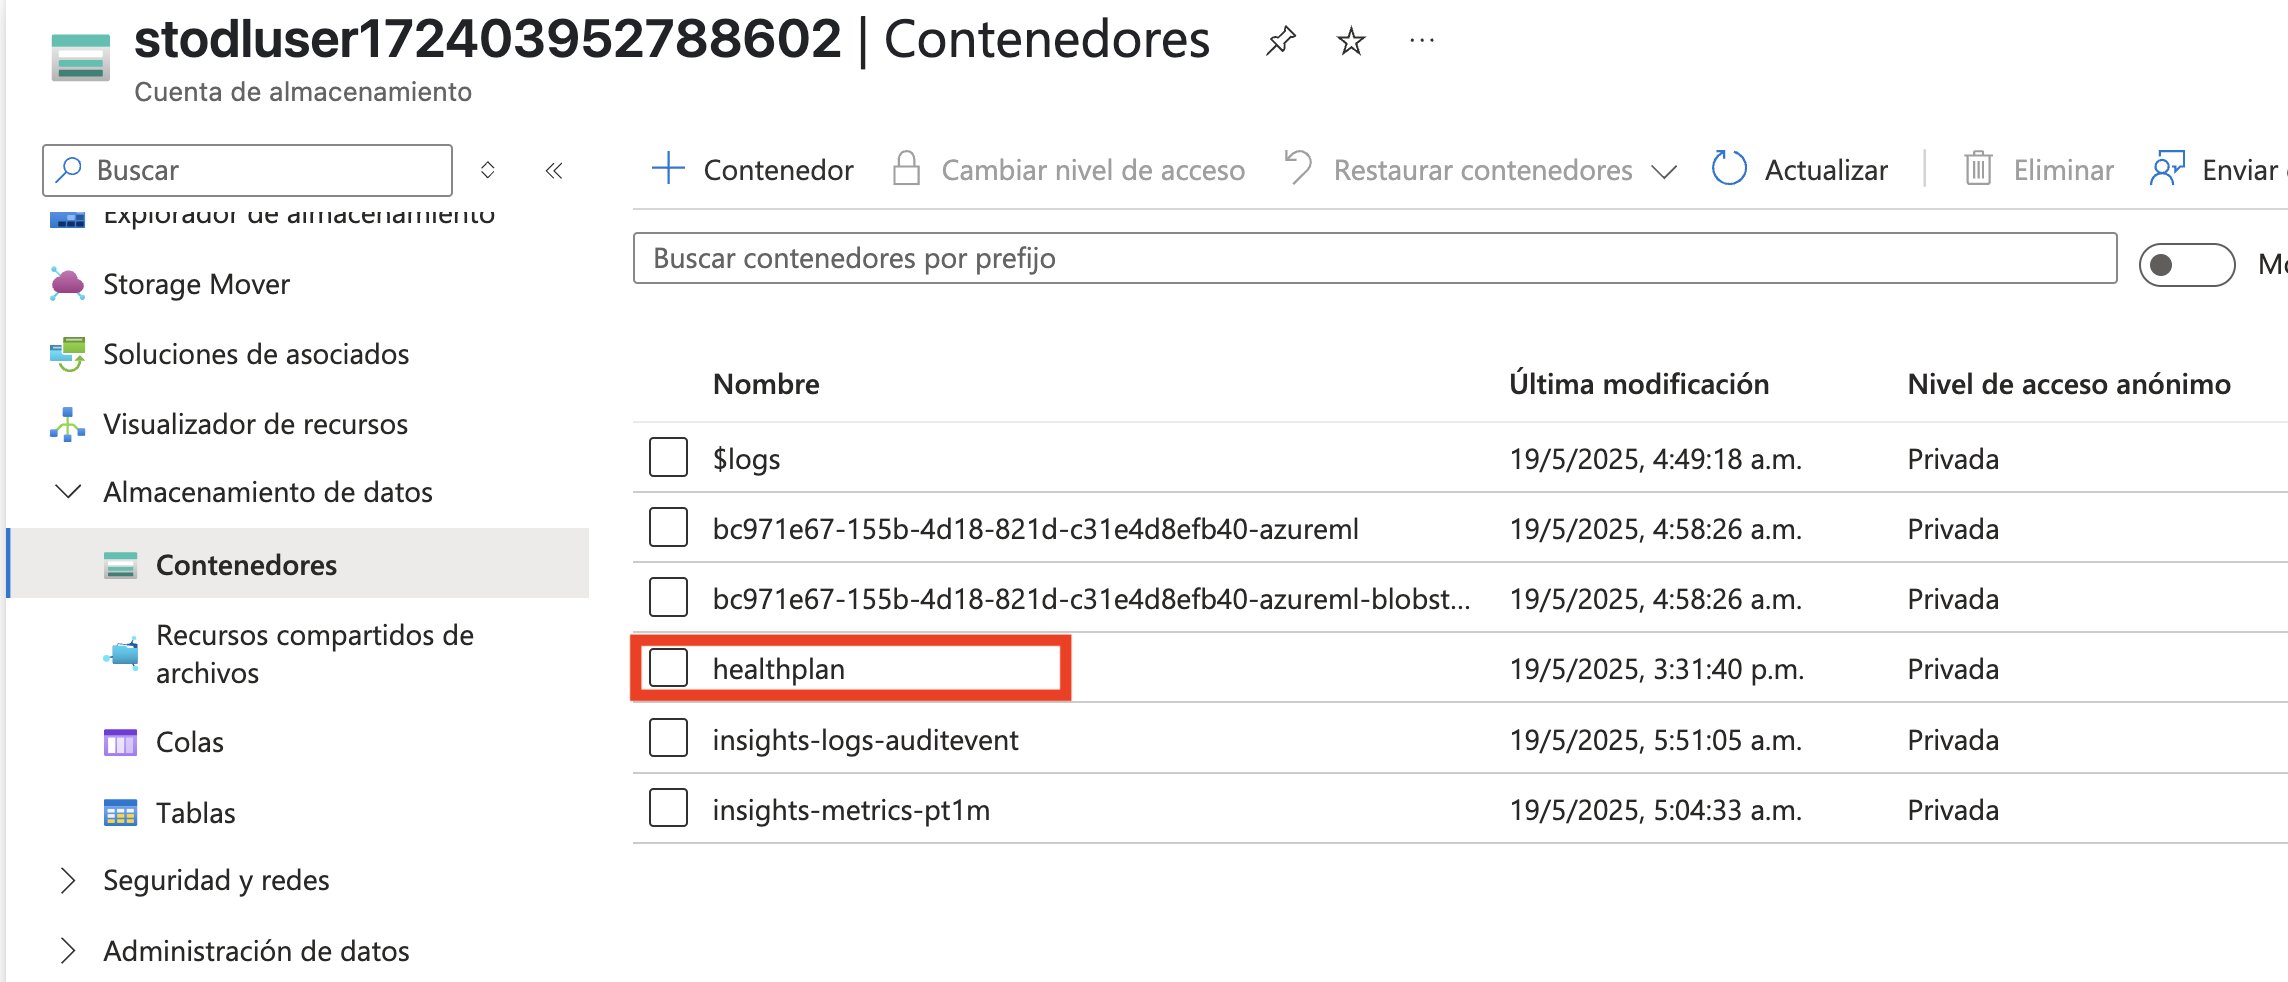 stodluser172403952788602 | Contenedores
Cuenta de almacenamiento
Buscar
Explorador de almacenamiento
Storage Mover
Soluciones de asociados
Visualizador de recursos
Almacenamiento de datos
Contenedores
Recursos compartidos de
archivos
Colas
Tablas
Seguridad y redes
Administración de datos
Contenedor Cambiar nivel de acceso Restaurar contenedores Actualizar Eliminar Enviar
Buscar contenedores por prefijo
Nombre Última modificación Nivel de acceso anónimo
$logs 19/5/2025, 4:49:18 a.m. Privada
bc971e67-155b-4d18-821d-c31e4d8efb40-azureml 19/5/2025, 4:58:26 a.m. Privada
bc971e67-155b-4d18-821d-c31e4d8efb40-azureml-blobst... 19/5/2025, 4:58:26 a.m. Privada
healthplan 19/5/2025, 3:31:40 p.m. Privada
insights-logs-auditevent 19/5/2025, 5:51:05 a.m. Privada
insights-metrics-pt1m 19/5/2025, 5:04:33 a.m. Privada